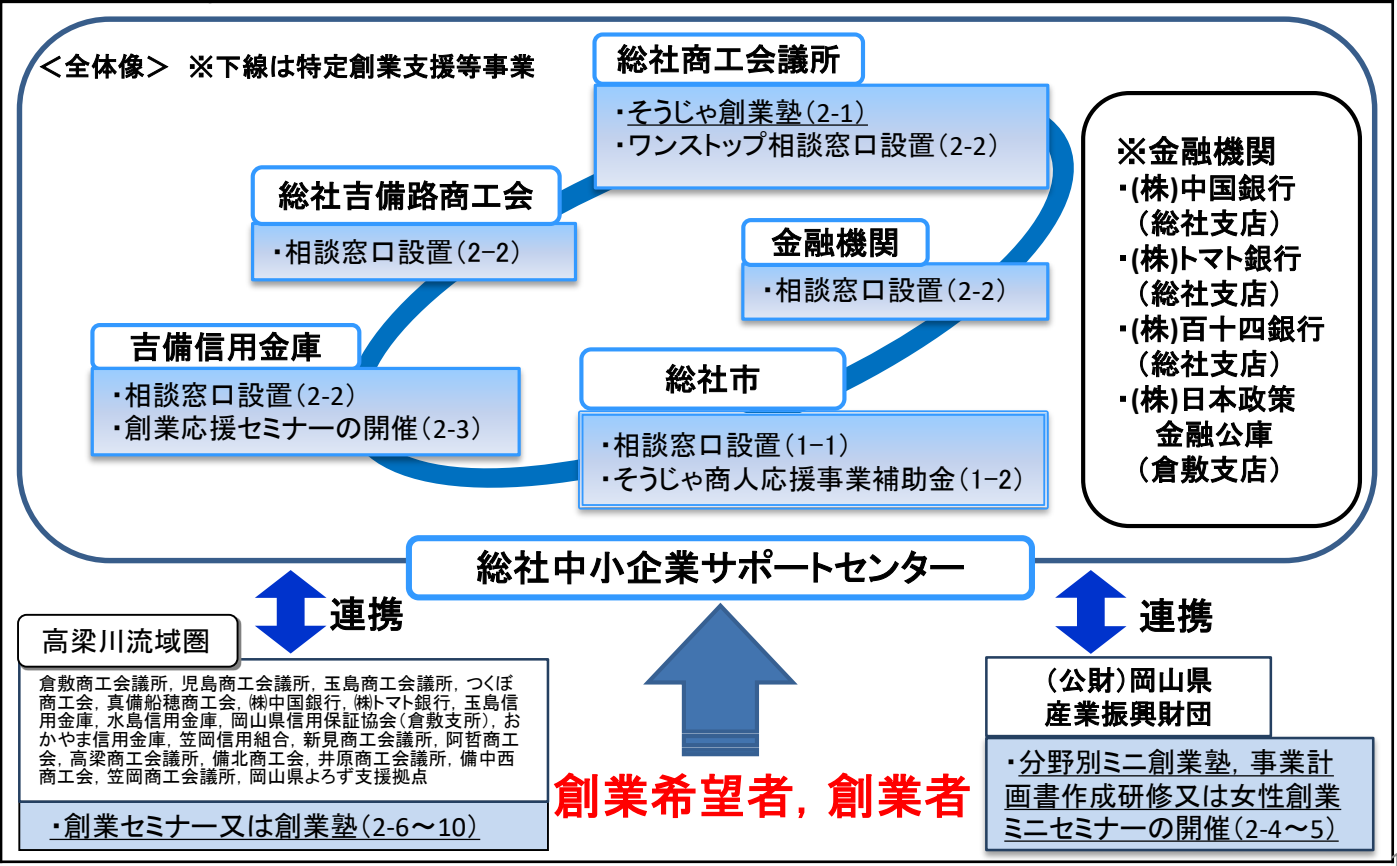 ＜全体像＞ ※下線は特定創業支援等事業
総社商工会議所
・そうじゃ創業塾(2-1)
・ワンストップ相談窓口設置(2-2)
総社吉備路商工会
・相談窓口設置(2-2)
金融機関
・相談窓口設置(2-2)
吉備信用金庫
・相談窓口設置(2-2)
・創業応援セミナーの開催(2-3)
総社市
・相談窓口設置(1-1)
・そうじゃ商人応援事業補助金(1-2)
※金融機関
・(株)中国銀行
（総社支店）
・(株)トマト銀行
（総社支店）
・(株)百十四銀行
（総社支店）
・(株)日本政策
金融公庫
（倉敷支店）
総社中小企業サポートセンター
連携
連携
高梁川流域圏
倉敷商工会議所, 児島商工会議所, 玉島商工会議所, つくぼ
商工会, 真備船穂商工会, ㈱中国銀行, ㈱トマト銀行, 玉島信
用金庫, 水島信用金庫, 岡山県信用保証協会（倉敷支所）, お
かやま信用金庫, 笠岡信用組合, 新見商工会議所, 阿哲商工
会, 高梁商工会議所, 備北商工会, 井原商工会議所, 備中西
商工会, 笠岡商工会議所, 岡山県よろず支援拠点
・創業セミナー又は創業塾(2-6～10)
創業希望者, 創業者
（公財）岡山県
産業振興財団
・分野別ミニ創業塾, 事業計
画書作成研修又は女性創業
ミニセミナーの開催(2-4～5)